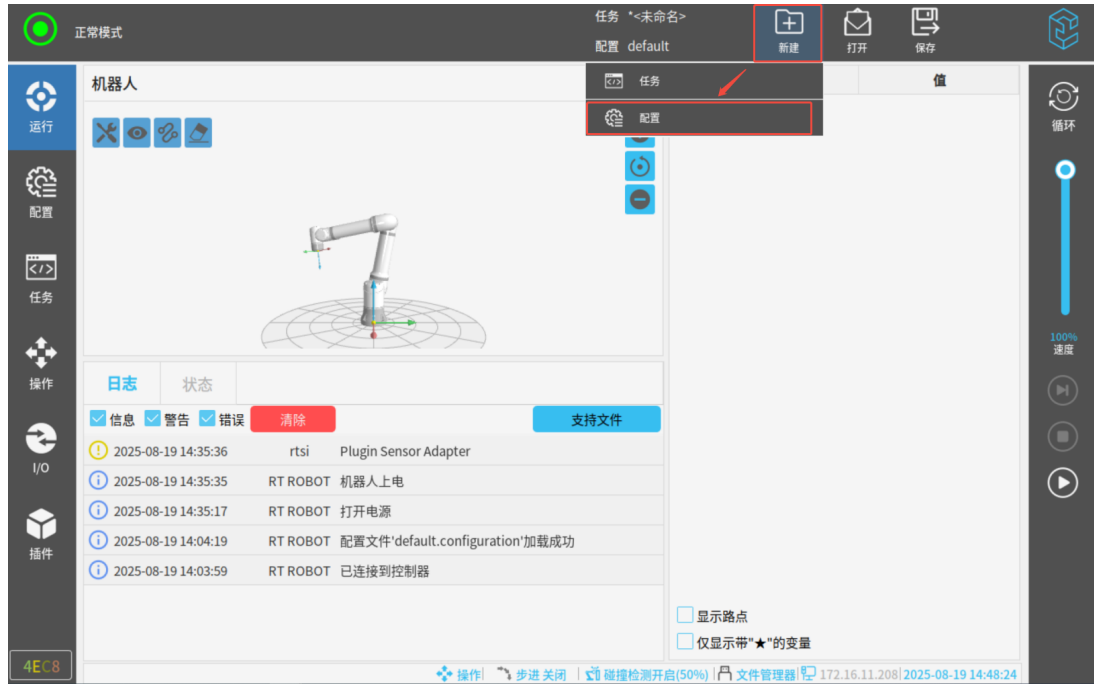 正常模式
任务 *<未命名>
配置 default
新建
打开
保存
任务
配置
运行
配置
任务
操作
I/O
插件
4EC8
机器人
值
日志 状态
信息 警告 错误 清除 支持文件
2025-08-19 14:35:36 rtsi Plugin Sensor Adapter
2025-08-19 14:35:35 RT ROBOT 机器人上电
2025-08-19 14:35:17 RT ROBOT 打开电源
2025-08-19 14:04:19 RT ROBOT 配置文件'default.configuration'加载成功
2025-08-19 14:03:59 RT ROBOT 已连接到控制器
显示路点
仅显示带"★"的变量
循环
100%
速度
操作 步进 关闭 碰撞检测开启(50%) 文件管理器 172.16.11.208 2025-08-19 14:48:24